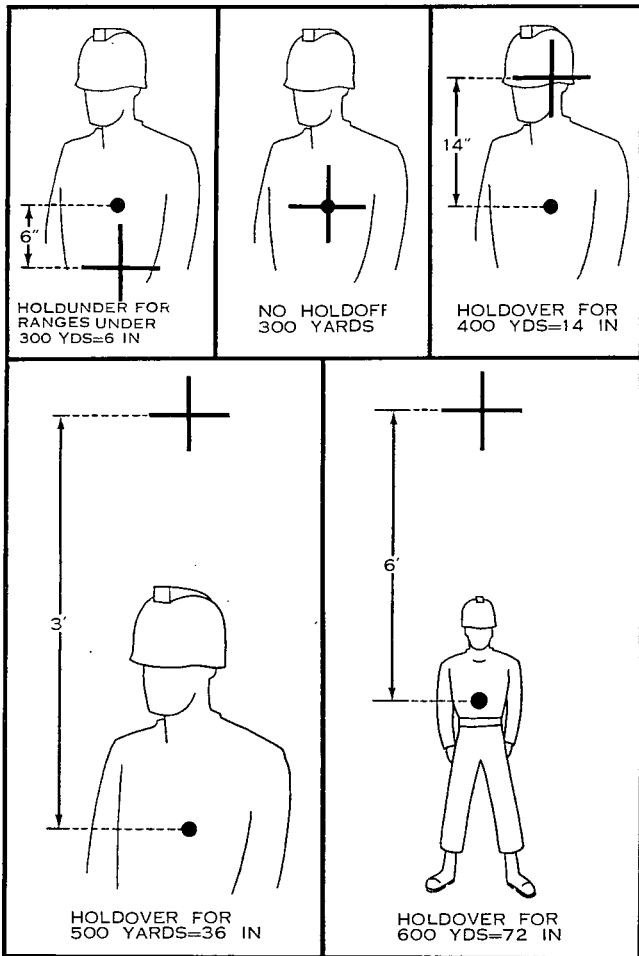 6"
HOLDUNDER FOR
RANGES UNDER
300 YDS=6 IN
NO HOLDOFF
300 YARDS
14"
HOLDOVER FOR
400 YDS=14 IN
3'
HOLDOVER FOR
500 YARDS=36 IN
6'
HOLDOVER FOR
600 YDS=72 IN